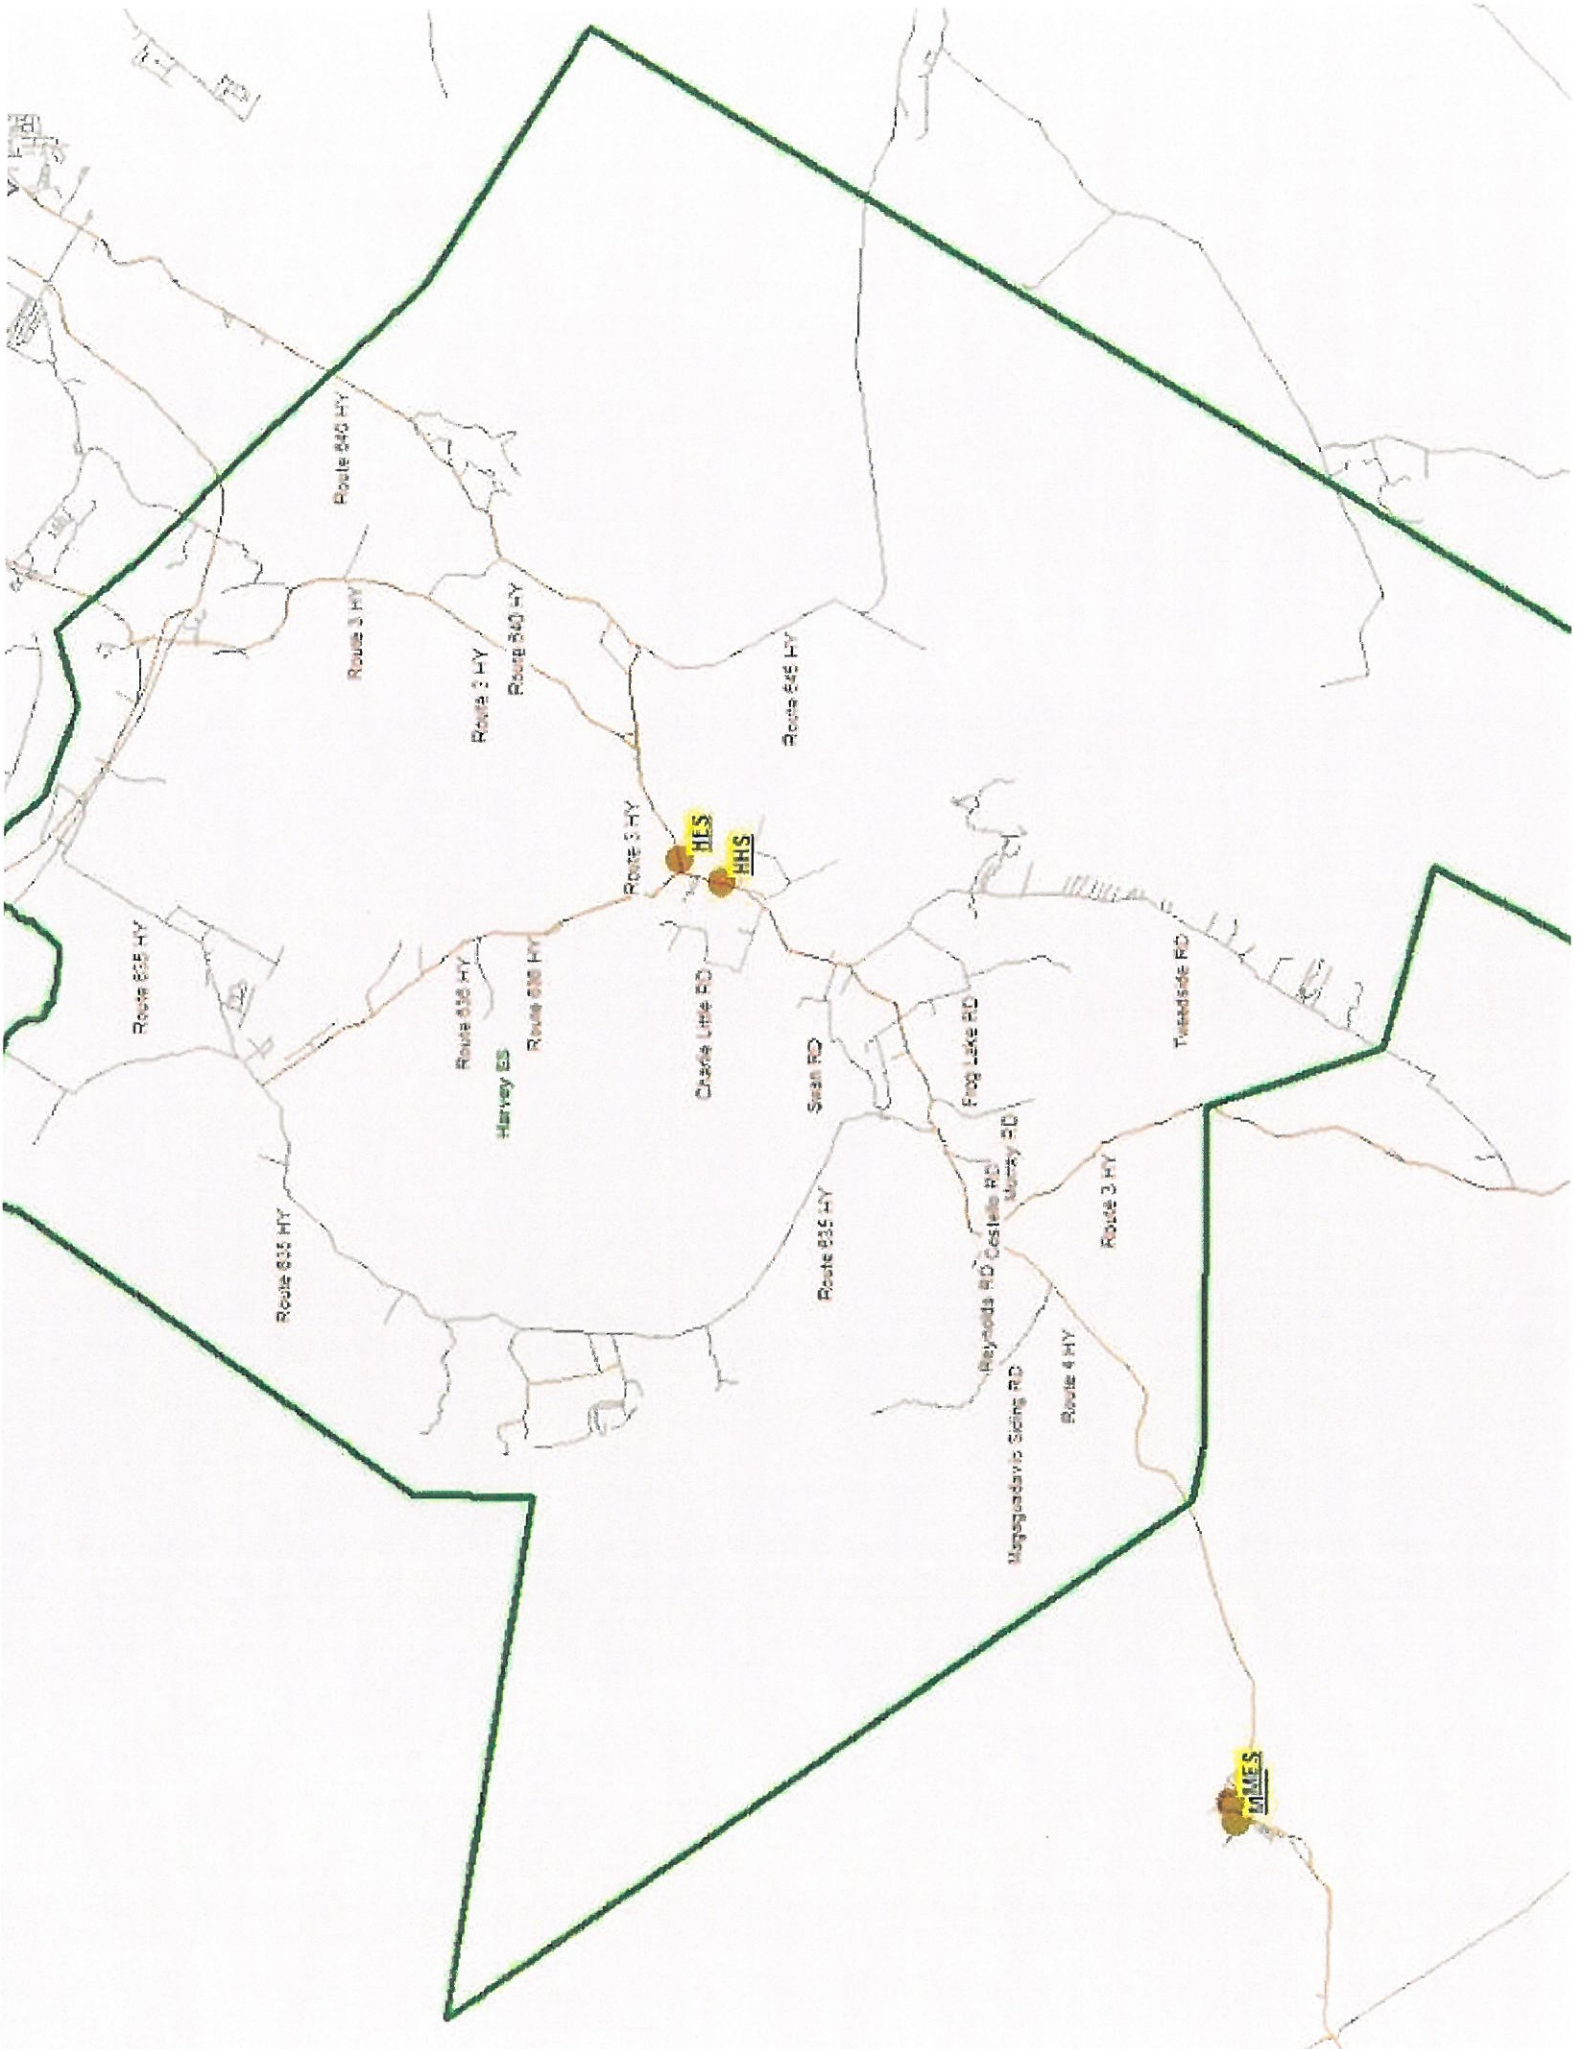 Route 635 HY
Route 635 HY
Route 640 HY
Route 3 HY
Route 636 HY
Route 3 HY
Harvey ES
Route 640 HY
Route 636 HY
Route 3 HY
Charlie Little RD
HES
HHS
Route 645 HY
Swan RD
Route 635 HY
Frog Lake RD
Reynolds RD
Costello RD
Murray RD
Magaguadavic Siding RD
Route 4 HY
Route 3 HY
Tweedside RD
MES